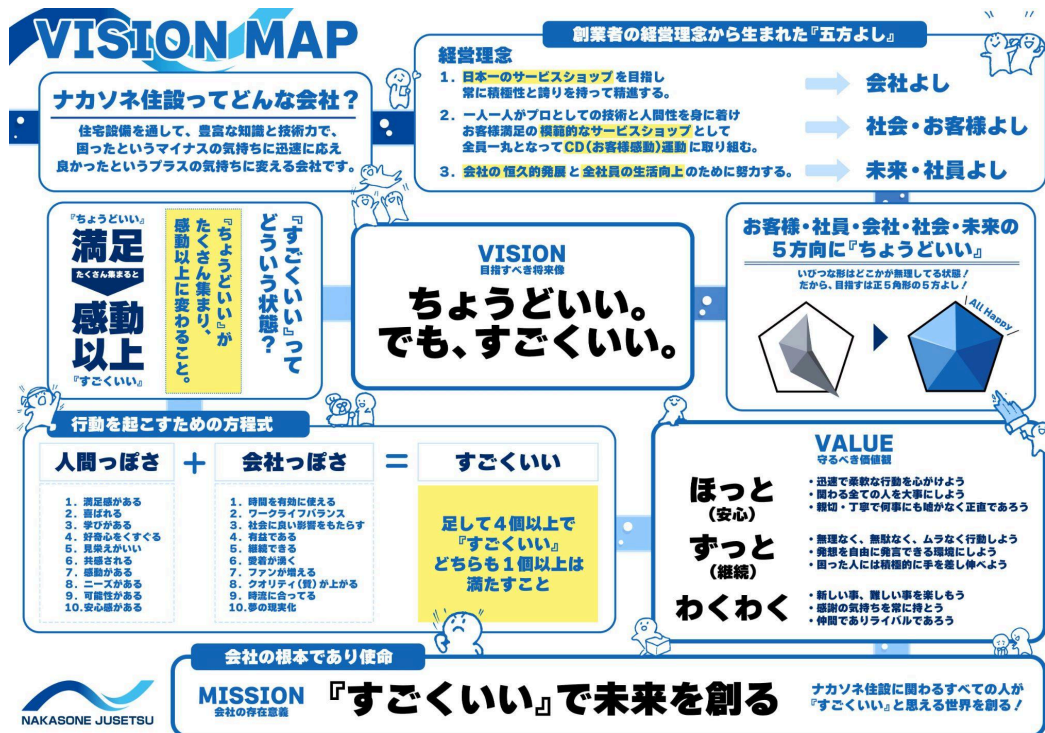 VISION MAP
ナカソネ住設ってどんな会社？
住宅設備を通して、豊富な知識と技術力で、
困ったというマイナスの気持ちに迅速に応え
良かったというプラスの気持ちに変える会社です。
創業者の経営理念から生まれた『五方よし』
経営理念
1. 日本一のサービスショップを目指し
常に積極性と誇りを持って精進する。
会社よし
2. 一人一人がプロとしての技術と人間性を身に着け
お客様満足の模範的なサービスショップとして
全員一丸となってCD（お客様感動）運動に取り組む。
社会・お客様よし
3. 会社の恒久的発展と全社員の生活向上のために努力する。
未来・社員よし
『すごくいい』って
どういう状態？
『ちょうどいい』が
たくさん集まり、
感動以上に変わること。
『ちょうどいい』
満足
たくさん集まると
感動
以上
『すごくいい』
VISION
目指すべき将来像
ちょうどいい。
でも、すごくいい。
お客様・社員・会社・社会・未来の
5方向に『ちょうどいい』
いびつな形はどこかが無理してる状態！
だから、目指すは正5角形の5方よし！
All Happy
行動を起こすための方程式
人間っぽさ + 会社っぽさ = すごくいい
1. 満足感がある
2. 喜ばれる
3. 学びがある
4. 好奇心をくすぐる
5. 見栄えがいい
6. 共感される
7. 感動がある
8. ニーズがある
9. 可能性がある
10.安心感がある
1. 時間を有効に使える
2. ワークライフバランス
3. 社会に良い影響をもたらす
4. 有益である
5. 継続できる
6. 愛着が湧く
7. ファンが増える
8. クオリティ（質）が上がる
9. 時流に合ってる
10.夢の現実化
足して4個以上で
『すごくいい』
どちらも1個以上は
満たすこと
VALUE
守るべき価値観
ほっと
（安心）
・迅速で柔軟な行動を心がけよう
・関わる全ての人を大事にしよう
・親切・丁寧で何事にも嘘がなく正直であろう
ずっと
（継続）
・無理なく、無駄なく、ムラなく行動しよう
・発想を自由に発言できる環境にしよう
・困った人には積極的に手を差し伸べよう
わくわく
・新しい事、難しい事を楽しもう
・感謝の気持ちを常に持とう
・仲間でありライバルであろう
会社の根本であり使命
MISSION
会社の存在意義
『すごくいい』で未来を創る
ナカソネ住設に関わるすべての人が
『すごくいい』と思える世界を創る！
NAKASONE JUSETSU